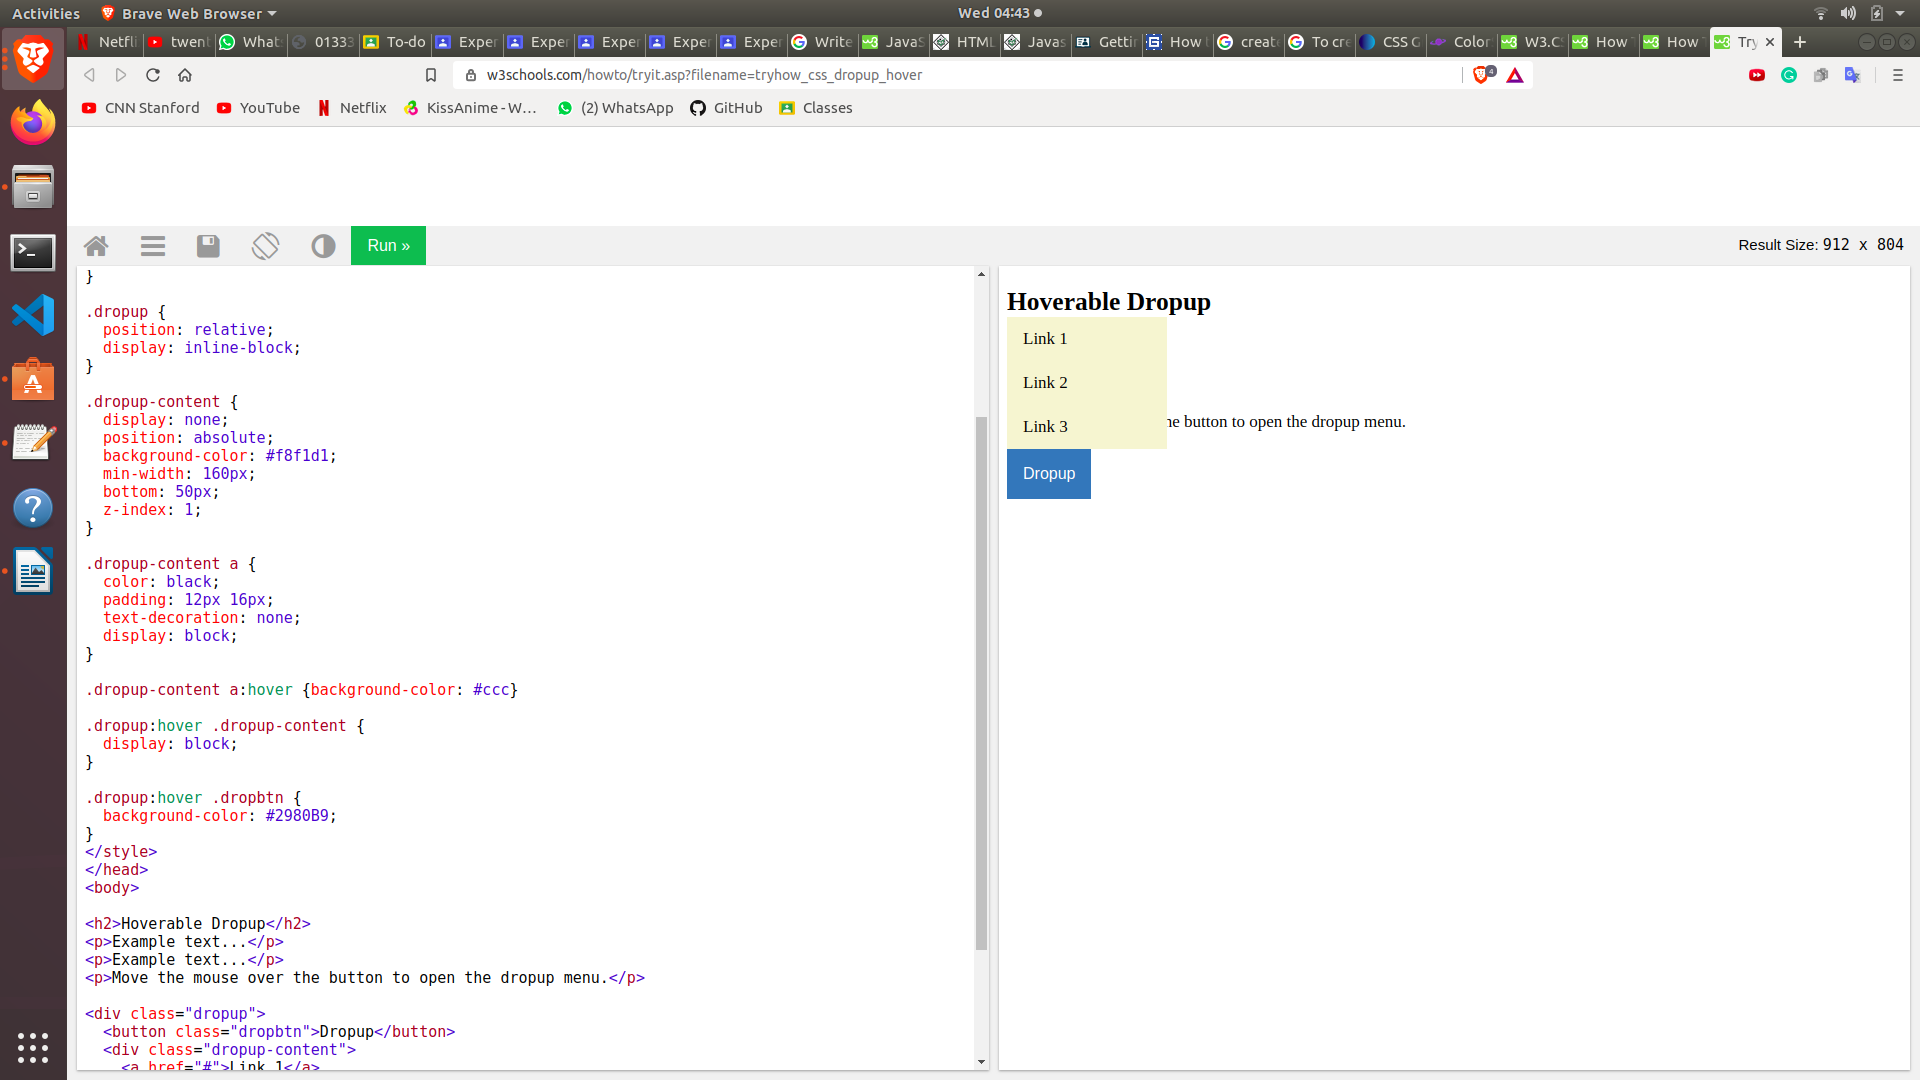 Activities
Brave Web Browser
Wed 04:43
Netfli
twent
What
01333
To-do
Exper
Exper
Exper
Exper
Exper
Write
JavaS
HTML
Javas
Gettin
How t
create
To cre
CSS G
Color
W3.CS
How T
How T
Try
w3schools.com/howto/tryit.asp?filename=tryhow_css_dropup_hover
4
CNN Stanford
YouTube
Netflix
KissAnime - W…
(2) WhatsApp
GitHub
Classes
Run »
Result Size: 912 x 804
}
.dropup {
  position: relative;
  display: inline-block;
}
.dropup-content {
  display: none;
  position: absolute;
  background-color: #f8f1d1;
  min-width: 160px;
  bottom: 50px;
  z-index: 1;
}
.dropup-content a {
  color: black;
  padding: 12px 16px;
  text-decoration: none;
  display: block;
}
.dropup-content a:hover {background-color: #ccc}
.dropup:hover .dropup-content {
  display: block;
}
.dropup:hover .dropbtn {
  background-color: #2980B9;
}
</style>
</head>
<body>
<h2>Hoverable Dropup</h2>
<p>Example text...</p>
<p>Example text...</p>
<p>Move the mouse over the button to open the dropup menu.</p>
<div class="dropup">
  <button class="dropbtn">Dropup</button>
  <div class="dropup-content">
    <a href="#">Link 1</a>
Hoverable Dropup
Link 1
Link 2
Link 3
he button to open the dropup menu.
Dropup